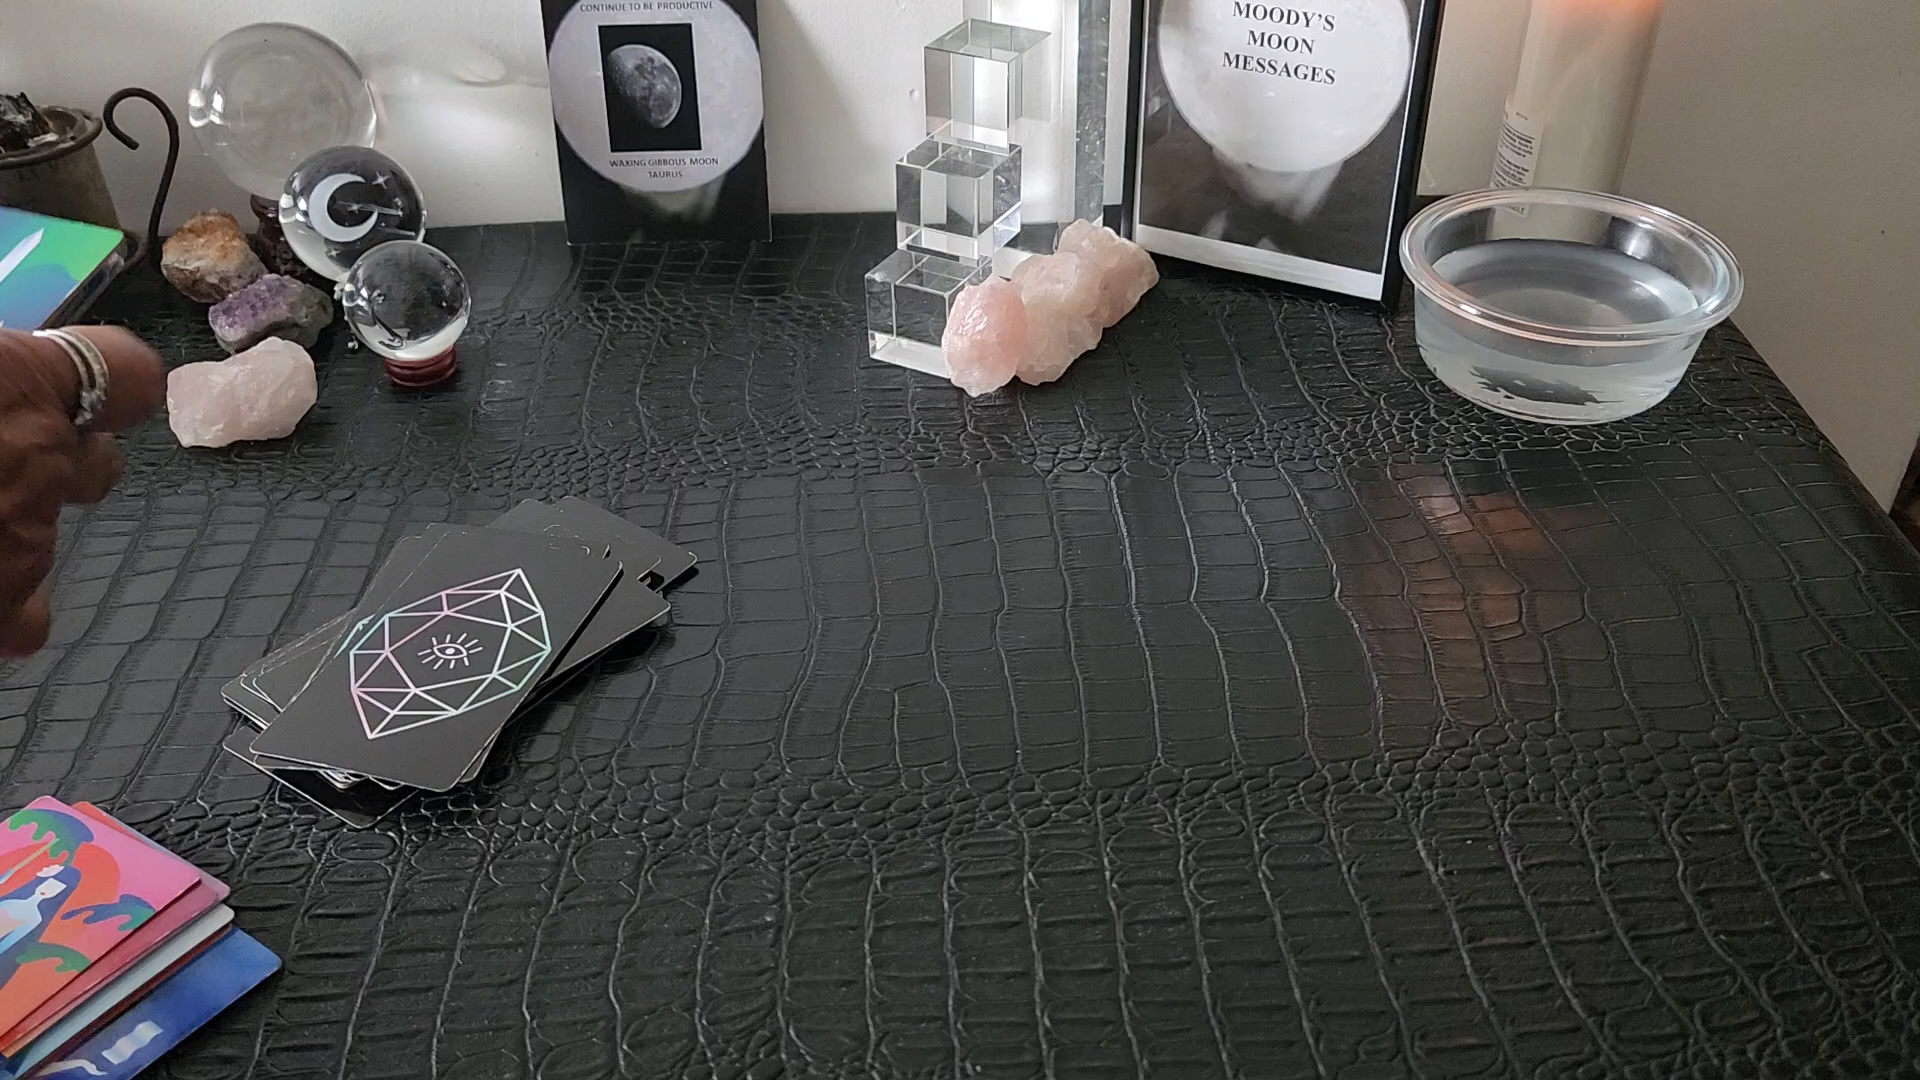 CONTINUE TO BE PRODUCTIVE
WAXING GIBBOUS MOON
TAURUS
MOODY'S
MOON
MESSAGES